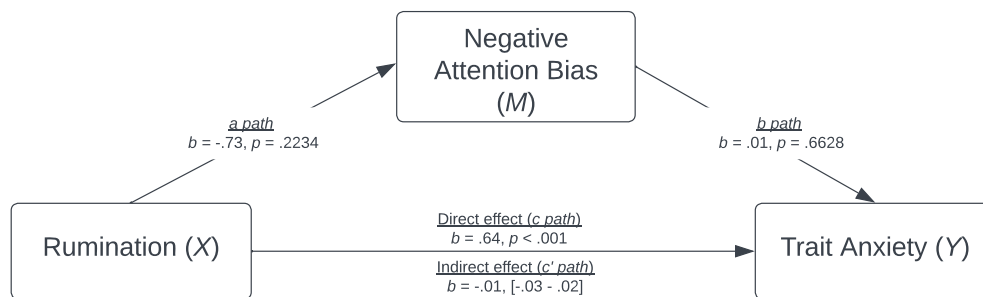 Negative
Attention Bias
(M)
a path
b = -.73, p = .2234
b path
b = .01, p = .6628
Rumination (X)
Direct effect (c path)
b = .64, p < .001
Indirect effect (c' path)
b = -.01, [-.03 - .02]
Trait Anxiety (Y)